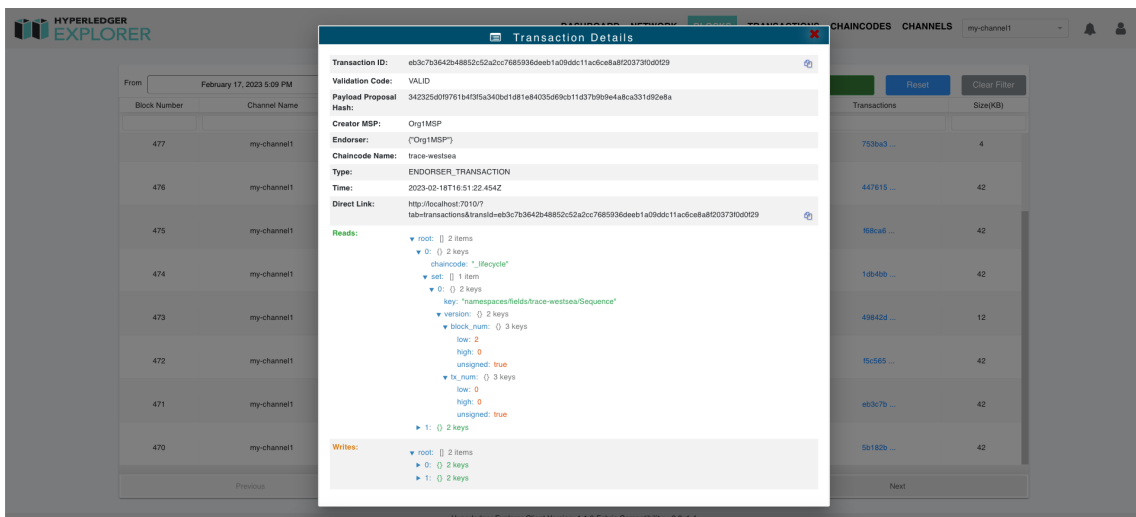 HYPERLEDGER
EXPLORER
DASHBOARD NETWORK BLOCKS TRANSACTIONS CHAINCODES CHANNELS my-channel1
Transaction Details
From February 17, 2023 5:09 PM Reset Clear Filter
Block Number Channel Name Transactions Size(KB)
477 my-channel1 753ba3 ... 4
476 my-channel1 447615 ... 42
475 my-channel1 f68ca6 ... 42
474 my-channel1 1db4bb ... 42
473 my-channel1 49842d ... 12
472 my-channel1 f5c565 ... 42
471 my-channel1 eb3c7b ... 42
470 my-channel1 5b182b ... 42
Previous Next
Transaction ID: eb3c7b3642b48852c52a2cc7685936deeb1a09ddc11ac6ce8a8f20373f0d0f29
Validation Code: VALID
Payload Proposal Hash: 342325d0f9761b4f3f5a340bd1d81e84035d69cb11d37b9b9e4a8ca331d92e8a
Creator MSP: Org1MSP
Endorser: {"Org1MSP"}
Chaincode Name: trace-westsea
Type: ENDORSER_TRANSACTION
Time: 2023-02-18T16:51:22.454Z
Direct Link: http://localhost:7010/?
tab=transactions&transId=eb3c7b3642b48852c52a2cc7685936deeb1a09ddc11ac6ce8a8f20373f0d0f29
Reads:
▼ root: [] 2 items
▼ 0: {} 2 keys
chaincode: "_lifecycle"
▼ set: [] 1 item
▼ 0: {} 2 keys
key: "namespaces/fields/trace-westsea/Sequence"
▼ version: {} 2 keys
▼ block_num: {} 3 keys
low: 2
high: 0
unsigned: true
▼ tx_num: {} 3 keys
low: 0
high: 0
unsigned: true
▶ 1: {} 2 keys
Writes:
▼ root: [] 2 items
▶ 0: {} 2 keys
▶ 1: {} 2 keys